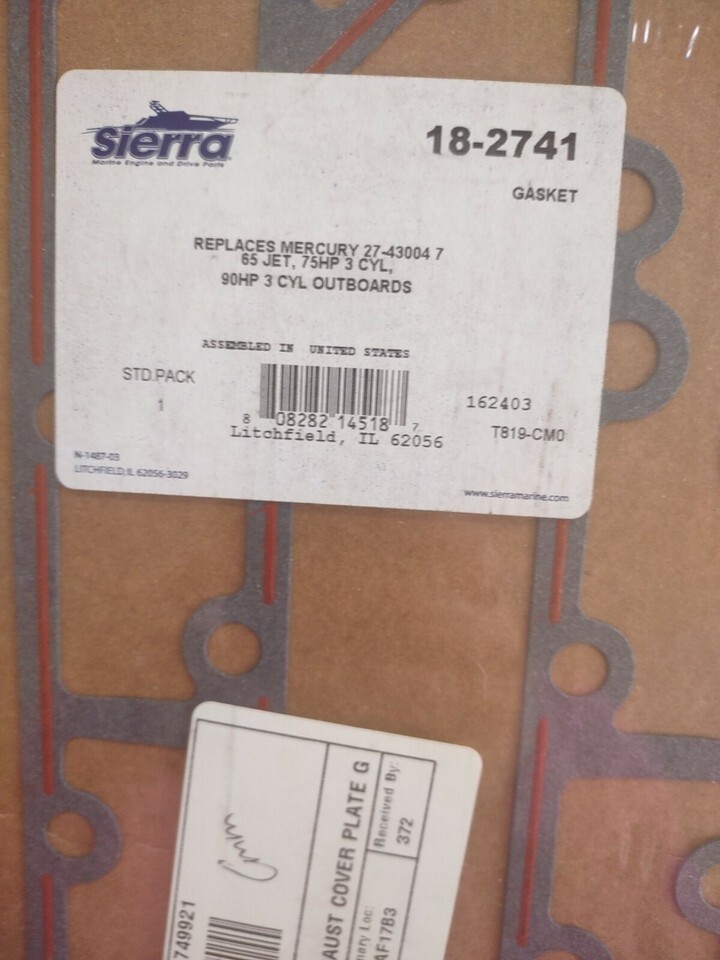 Sierra
Marine Engine and Drive Parts
18-2741
GASKET
REPLACES MERCURY 27-43004 7
65 JET, 75HP 3 CYL,
90HP 3 CYL OUTBOARDS
ASSEMBLED IN UNITED STATES
STD.PACK
1
8 08282 14518 7
Litchfield, IL 62056
162403
T819-CM0
N-1487-03
LITCHFIELD, IL 62056-3029
www.sierramarine.com
749921
AUST COVER PLATE G
Received By:
372
nary Loc:
AF17B3